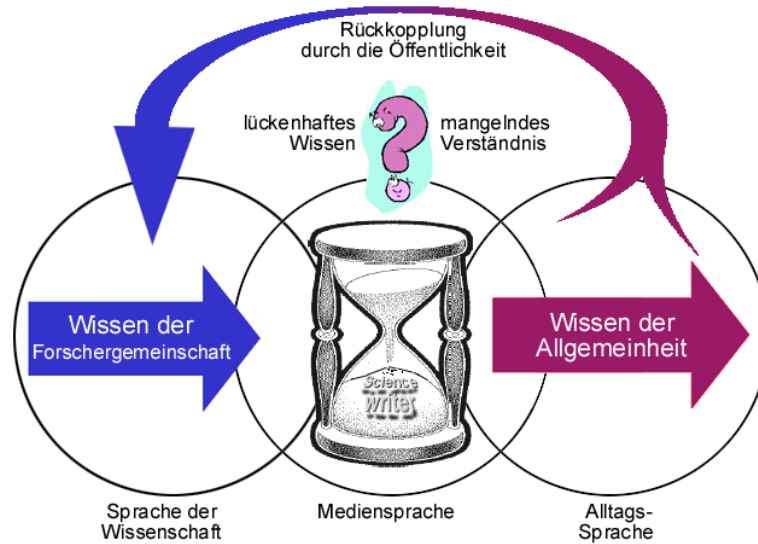 Rückkopplung
durch die Öffentlichkeit
lückenhaftes
Wissen
mangelndes
Verständnis
Wissen der
Forschergemeinschaft
Science
writer
Wissen der
Allgemeinheit
Sprache der
Wissenschaft
Mediensprache
Alltags-
Sprache